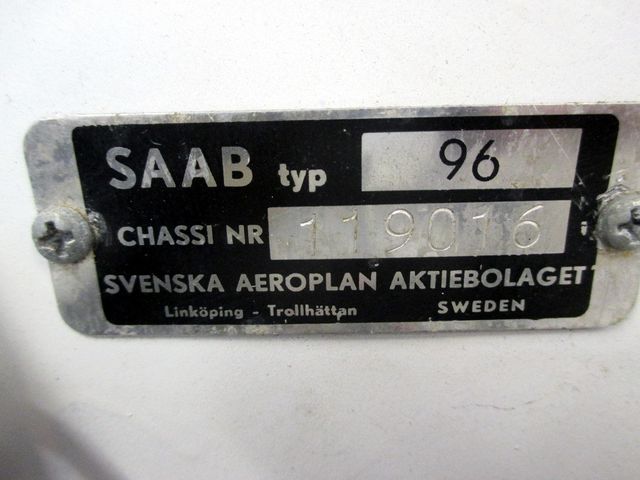 SAAB typ 96
CHASSI NR 119016
SVENSKA AEROPLAN AKTIEBOLAGET
Linköping - Trollhättan SWEDEN